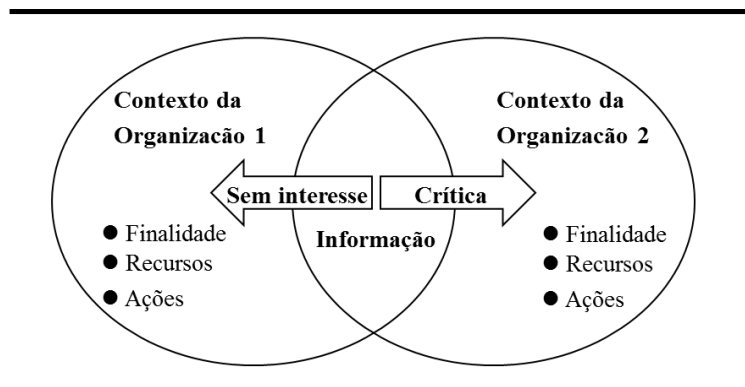 Contexto da
Organizacão 1
Contexto da
Organizacão 2
Sem interesse
Crítica
Informação
● Finalidade
● Recursos
● Ações
● Finalidade
● Recursos
● Ações